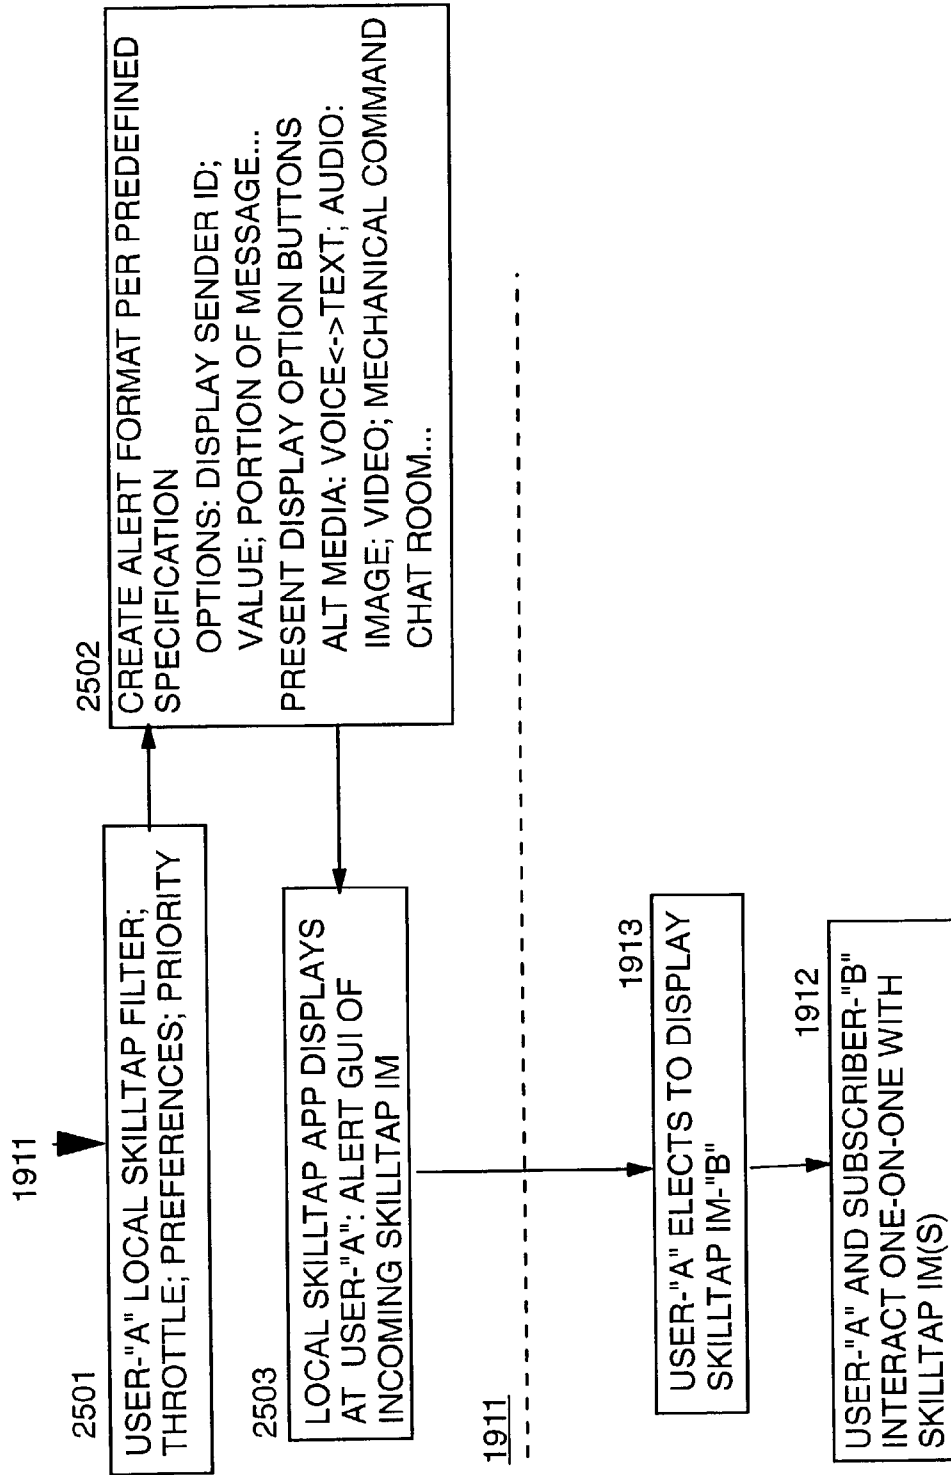 1911
2501
USER-"A" LOCAL SKILLTAP FILTER;
THROTTLE; PREFERENCES; PRIORITY
2502
CREATE ALERT FORMAT PER PREDEFINED
SPECIFICATION
OPTIONS: DISPLAY SENDER ID;
VALUE; PORTION OF MESSAGE...
PRESENT DISPLAY OPTION BUTTONS
ALT MEDIA: VOICE<->TEXT; AUDIO:
IMAGE; VIDEO; MECHANICAL COMMAND
CHAT ROOM...
2503
LOCAL SKILLTAP APP DISPLAYS
AT USER-"A": ALERT GUI OF
INCOMING SKILLTAP IM
1911
1913
USER-"A" ELECTS TO DISPLAY
SKILLTAP IM-"B"
1912
USER-"A" AND SUBSCRIBER-"B"
INTERACT ONE-ON-ONE WITH
SKILLTAP IM(S)